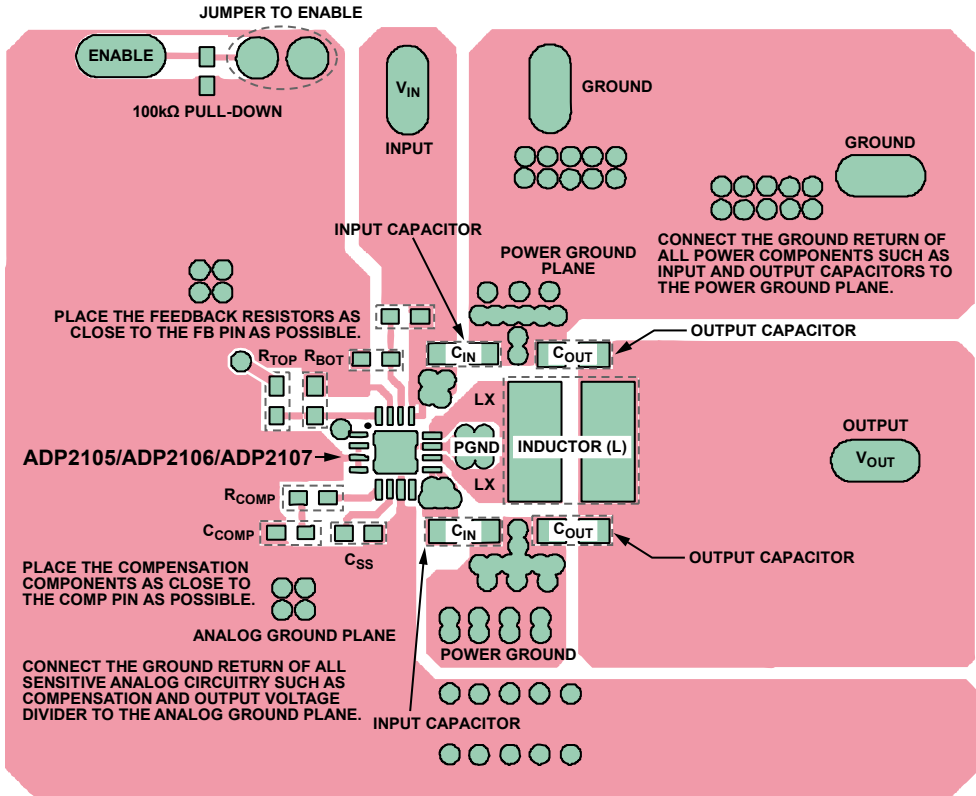 JUMPER TO ENABLE
ENABLE
100kΩ PULL-DOWN
VIN
INPUT
GROUND
GROUND
CONNECT THE GROUND RETURN OF
ALL POWER COMPONENTS SUCH AS
INPUT AND OUTPUT CAPACITORS TO
THE POWER GROUND PLANE.
INPUT CAPACITOR
POWER GROUND
PLANE
PLACE THE FEEDBACK RESISTORS AS
CLOSE TO THE FB PIN AS POSSIBLE.
OUTPUT CAPACITOR
RTOP
RBOT
CIN
COUT
LX
PGND
LX
INDUCTOR (L)
OUTPUT
VOUT
ADP2105/ADP2106/ADP2107
RCOMP
CCOMP
CSS
CIN
COUT
OUTPUT CAPACITOR
PLACE THE COMPENSATION
COMPONENTS AS CLOSE TO
THE COMP PIN AS POSSIBLE.
ANALOG GROUND PLANE
POWER GROUND
CONNECT THE GROUND RETURN OF ALL
SENSITIVE ANALOG CIRCUITRY SUCH AS
COMPENSATION AND OUTPUT VOLTAGE
DIVIDER TO THE ANALOG GROUND PLANE.
INPUT CAPACITOR